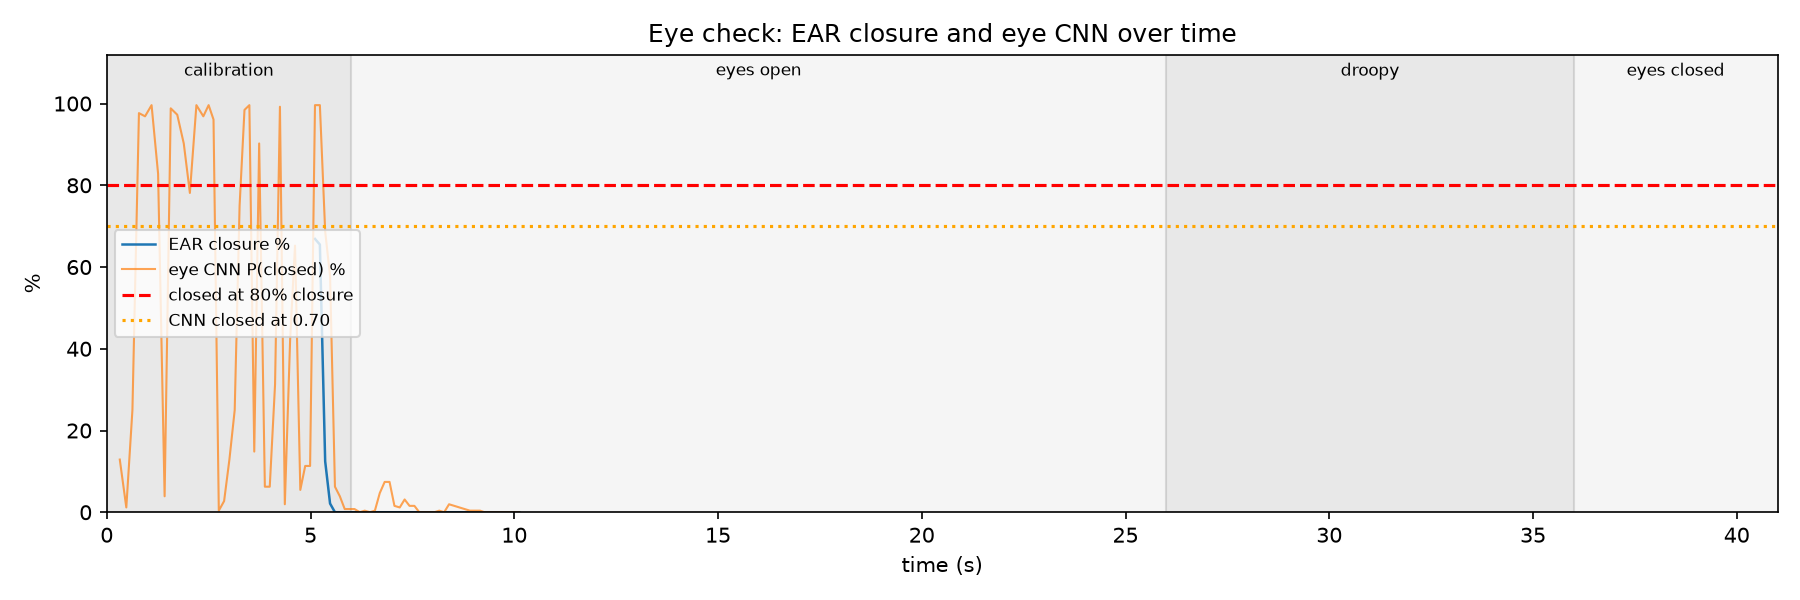 Eye check: EAR closure and eye CNN over time
calibration
eyes open
droopy
eyes closed
100
80
60
40
20
0
%
EAR closure %
eye CNN P(closed) %
closed at 80% closure
CNN closed at 0.70
0 5 10 15 20 25 30 35 40
time (s)